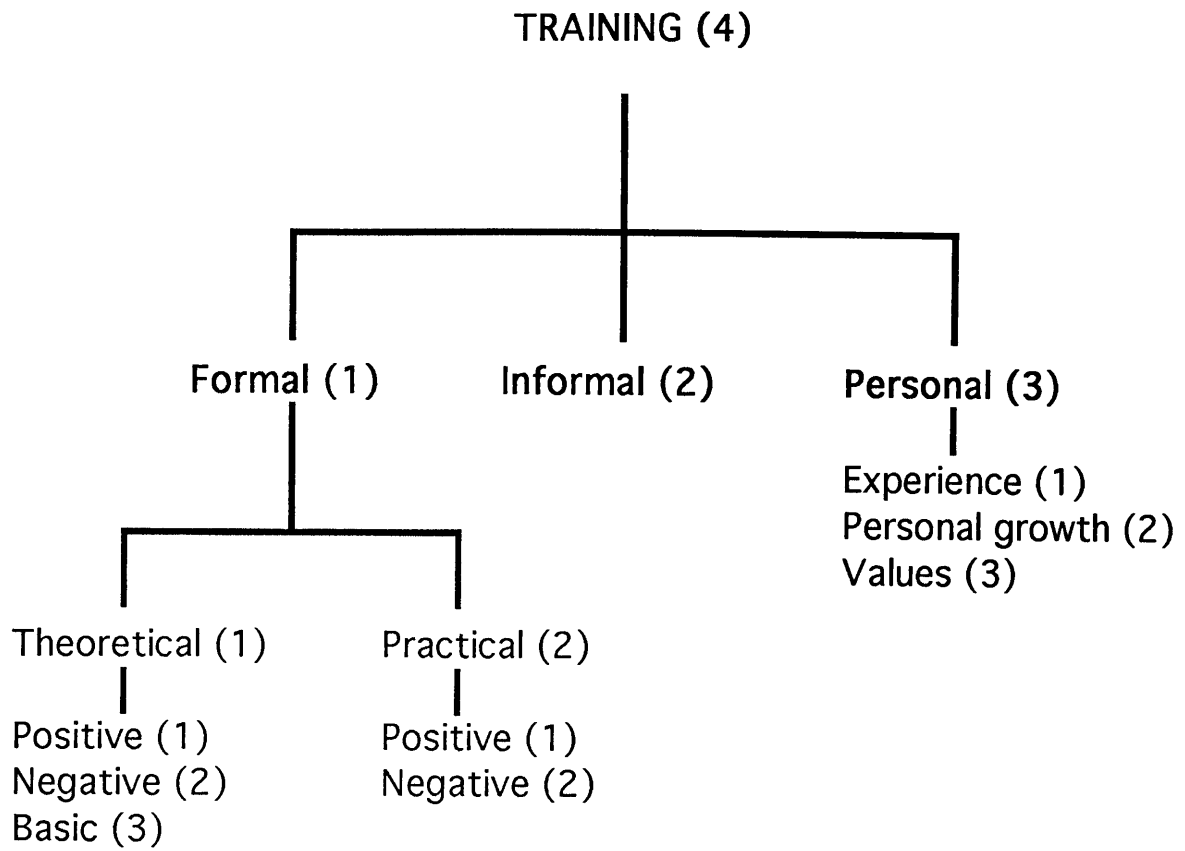 TRAINING (4)
Formal (1)
Informal (2)
Personal (3)
Experience (1)
Personal growth (2)
Values (3)
Theoretical (1)
Practical (2)
Positive (1)
Negative (2)
Basic (3)
Positive (1)
Negative (2)